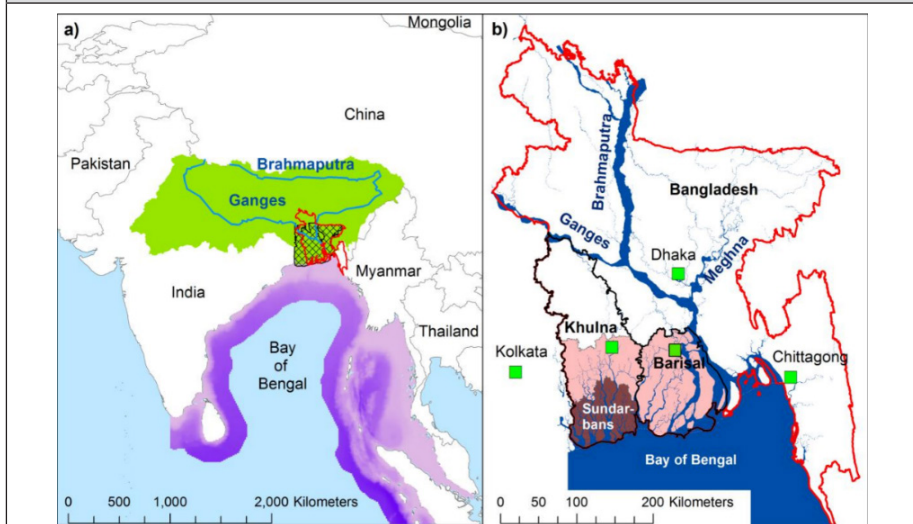 a)
Mongolia
China
Pakistan
Brahmaputra
Ganges
India
Myanmar
Thailand
Bay
of
Bengal
0 500 1,000 2,000 Kilometers
b)
Brahmaputra
Bangladesh
Ganges
Dhaka
Meghna
Khulna
Kolkata
Barisal
Chittagong
Sundar-
bans
Bay of Bengal
0 25 50 100 200 Kilometers